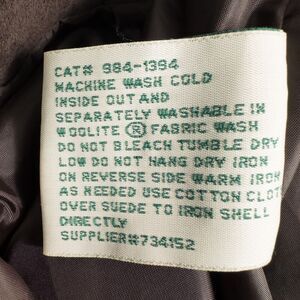 CAT# 984-1394
MACHINE WASH COLD
INSIDE OUT AND
SEPARATELY WASHABLE IN
WOOLITE ® FABRIC WASH
DO NOT BLEACH TUMBLE DRY
LOW DO NOT HANG DRY IRON
ON REVERSE SIDE WARM IRON
AS NEEDED USE COTTON CLOT
OVER SUEDE TO IRON SHELL
DIRECTLY
SUPPLIER#734152